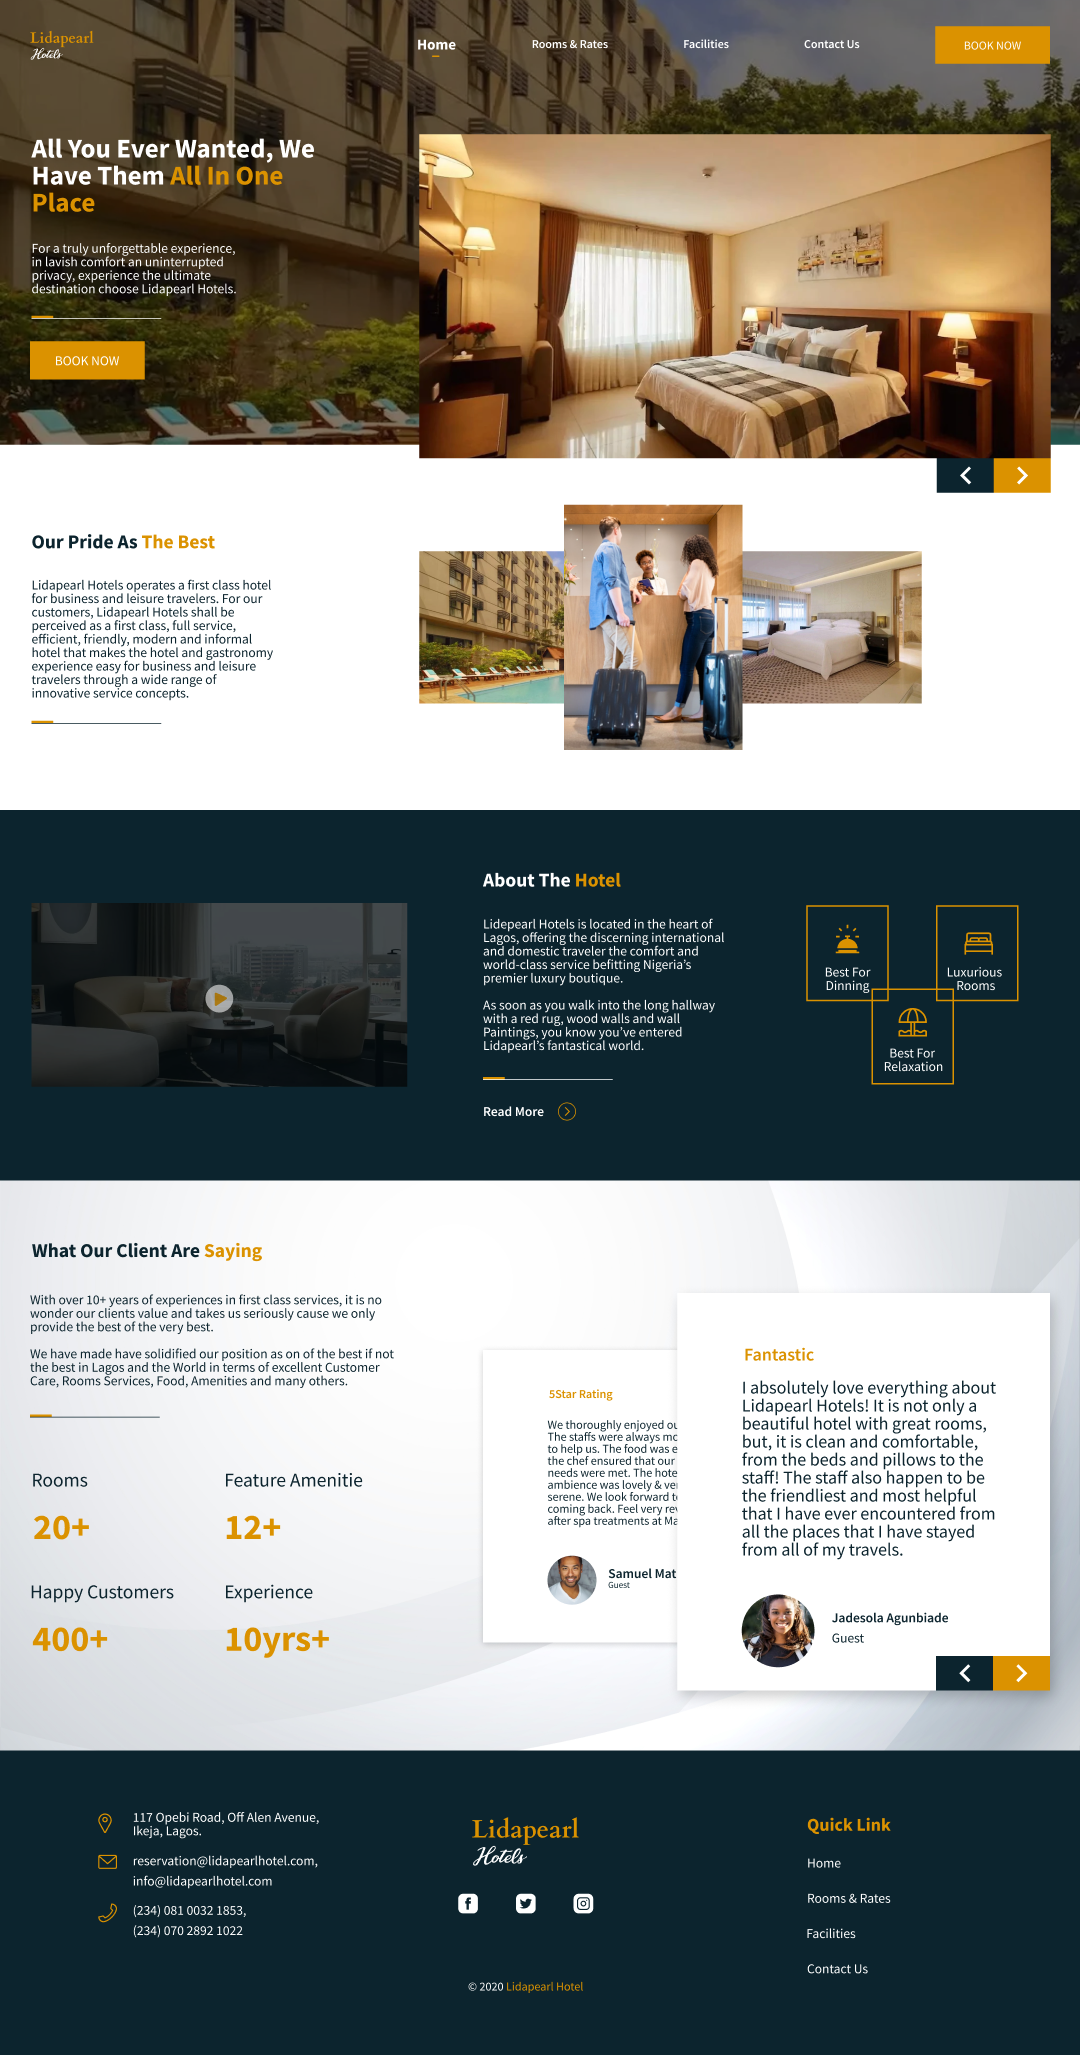 Lidapearl
Hotels
Home
Rooms & Rates
Facilities
Contact Us
BOOK NOW
All You Ever Wanted, We
Have Them All In One
Place
For a truly unforgettable experience,
in lavish comfort an uninterrupted
privacy, experience the ultimate
destination choose Lidapearl Hotels.
BOOK NOW
Our Pride As The Best
Lidapearl Hotels operates a first class hotel
for business and leisure travelers. For our
customers, Lidapearl Hotels shall be
perceived as a first class, full service,
efficient, friendly, modern and informal
hotel that makes the hotel and gastronomy
experience easy for business and leisure
travelers through a wide range of
innovative service concepts.
About The Hotel
Lidepearl Hotels is located in the heart of
Lagos, offering the discerning international
and domestic traveler the comfort and
world-class service befitting Nigeria's
premier luxury boutique.
As soon as you walk into the long hallway
with a red rug, wood walls and wall
Paintings, you know you've entered
Lidapearl's fantastical world.
Read More
Best For
Dinning
Luxurious
Rooms
Best For
Relaxation
What Our Client Are Saying
With over 10+ years of experiences in first class services, it is no
wonder our clients value and takes us seriously cause we only
provide the best of the very best.
We have made have solidified our position as on of the best if not
the best in Lagos and the World in terms of excellent Customer
Care, Rooms Services, Food, Amenities and many others.
Rooms
20+
Feature Amenitie
12+
Happy Customers
400+
Experience
10yrs+
5Star Rating
We thoroughly enjoyed ou
The staffs were always mo
to help us. The food was e
the chef ensured that our
needs were met. The hote
ambience was lovely & ve
serene. We look forward t
coming back. Feel very re
after spa treatments at Ma
Samuel Mat
Guest
Fantastic
I absolutely love everything about
Lidapearl Hotels! It is not only a
beautiful hotel with great rooms,
but, it is clean and comfortable,
from the beds and pillows to the
staff! The staff also happen to be
the friendliest and most helpful
that I have ever encountered from
all the places that I have stayed
from all of my travels.
Jadesola Agunbiade
Guest
117 Opebi Road, Off Alen Avenue,
Ikeja, Lagos.
reservation@lidapearlhotel.com,
info@lidapearlhotel.com
(234) 081 0032 1853,
(234) 070 2892 1022
Lidapearl
Hotels
© 2020 Lidapearl Hotel
Quick Link
Home
Rooms & Rates
Facilities
Contact Us